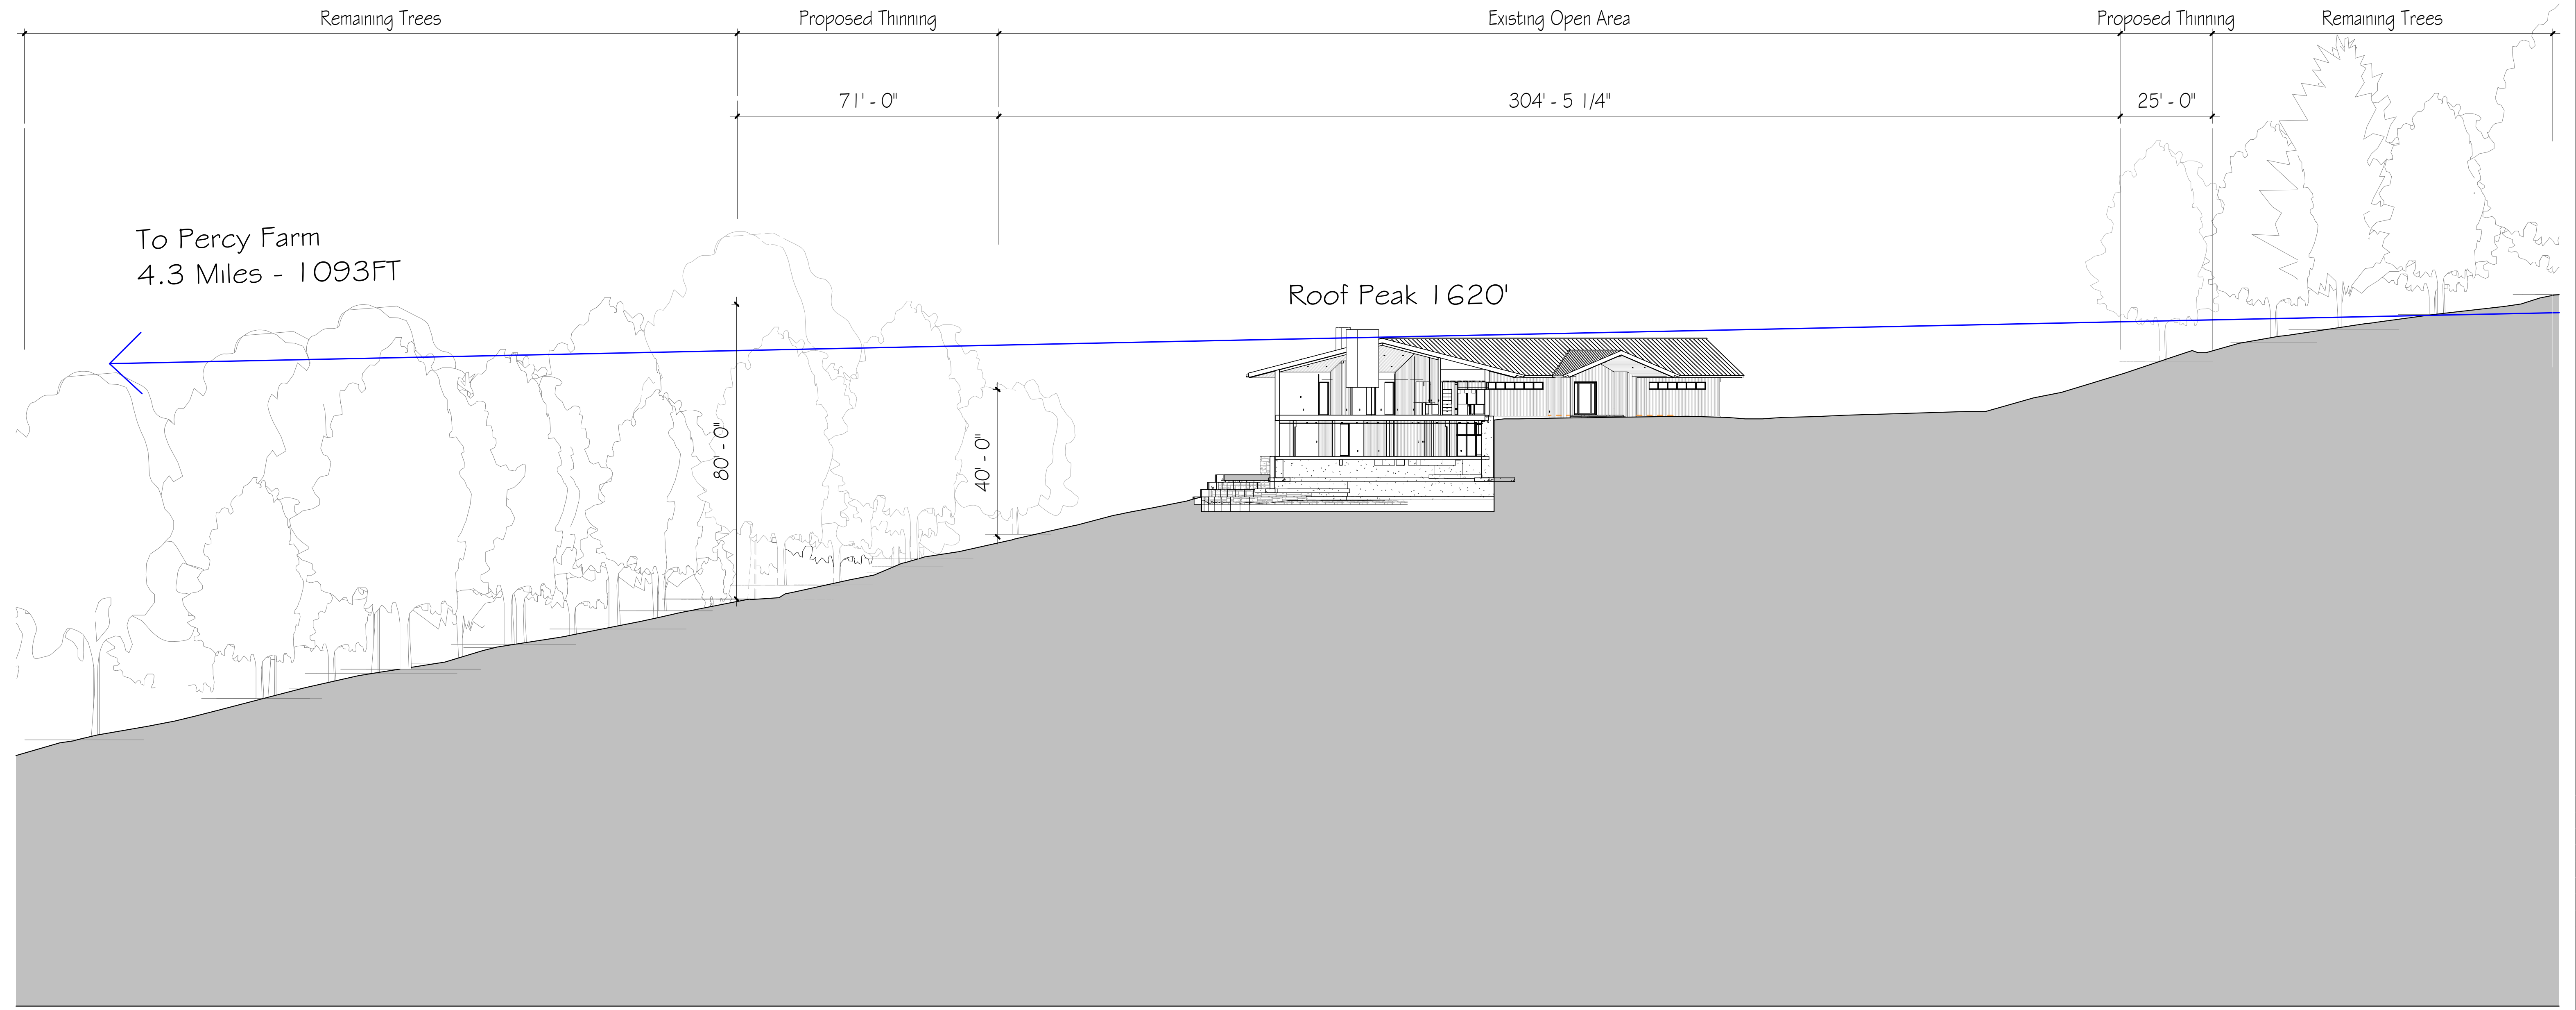 Remaining Trees
Proposed Thinning
Existing Open Area
Proposed Thinning
Remaining Trees
71' - 0"
304' - 5 1/4"
25' - 0"
To Percy Farm
4.3 Miles - 1093FT
Roof Peak 1620'
80' - 0"
40' - 0"